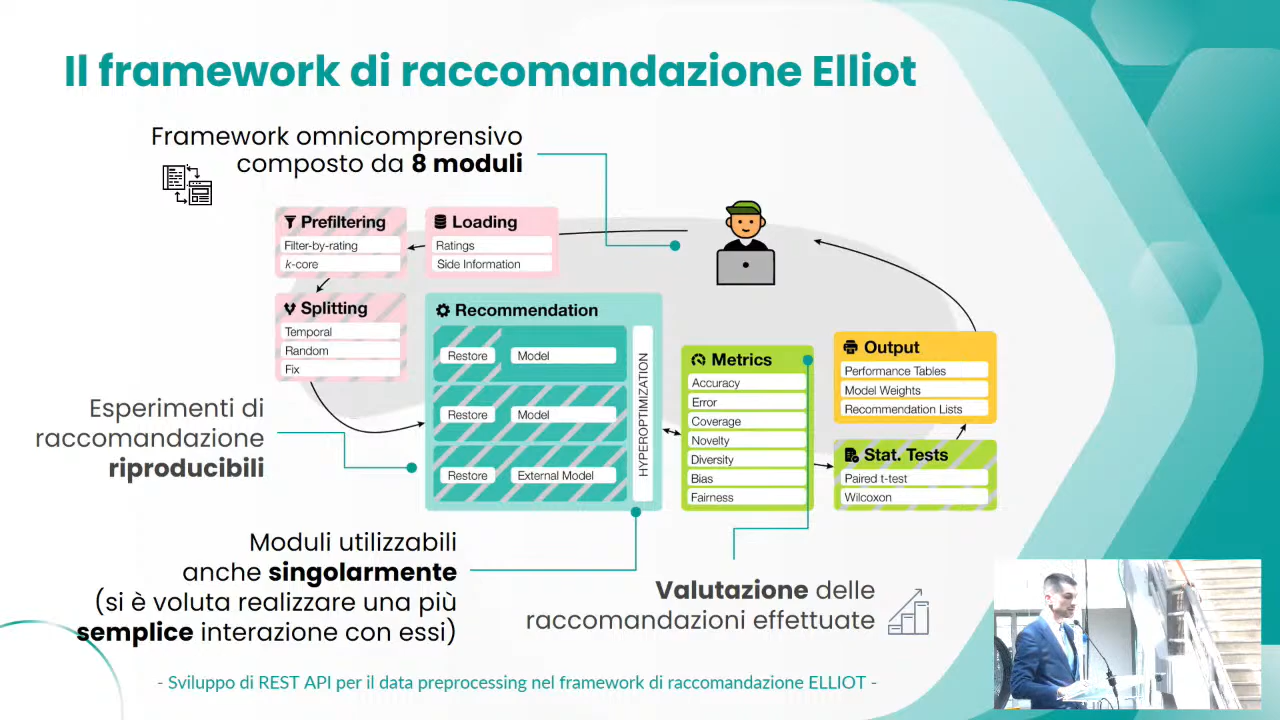 Il framework di raccomandazione Elliot
Framework omnicomprensivo
composto da 8 moduli
Prefiltering
Filter-by-rating
k-core
Loading
Ratings
Side Information
Splitting
Temporal
Random
Fix
Recommendation
Restore Model
Restore Model
Restore External Model
HYPEROPTIMIZATION
Metrics
Accuracy
Error
Coverage
Novelty
Diversity
Bias
Fairness
Output
Performance Tables
Model Weights
Recommendation Lists
Stat. Tests
Paired t-test
Wilcoxon
Esperimenti di
raccomandazione
riproducibili
Moduli utilizzabili
anche singolarmente
(si è voluta realizzare una più
semplice interazione con essi)
Valutazione delle
raccomandazioni effettuate
- Sviluppo di REST API per il data preprocessing nel framework di raccomandazione ELLIOT -